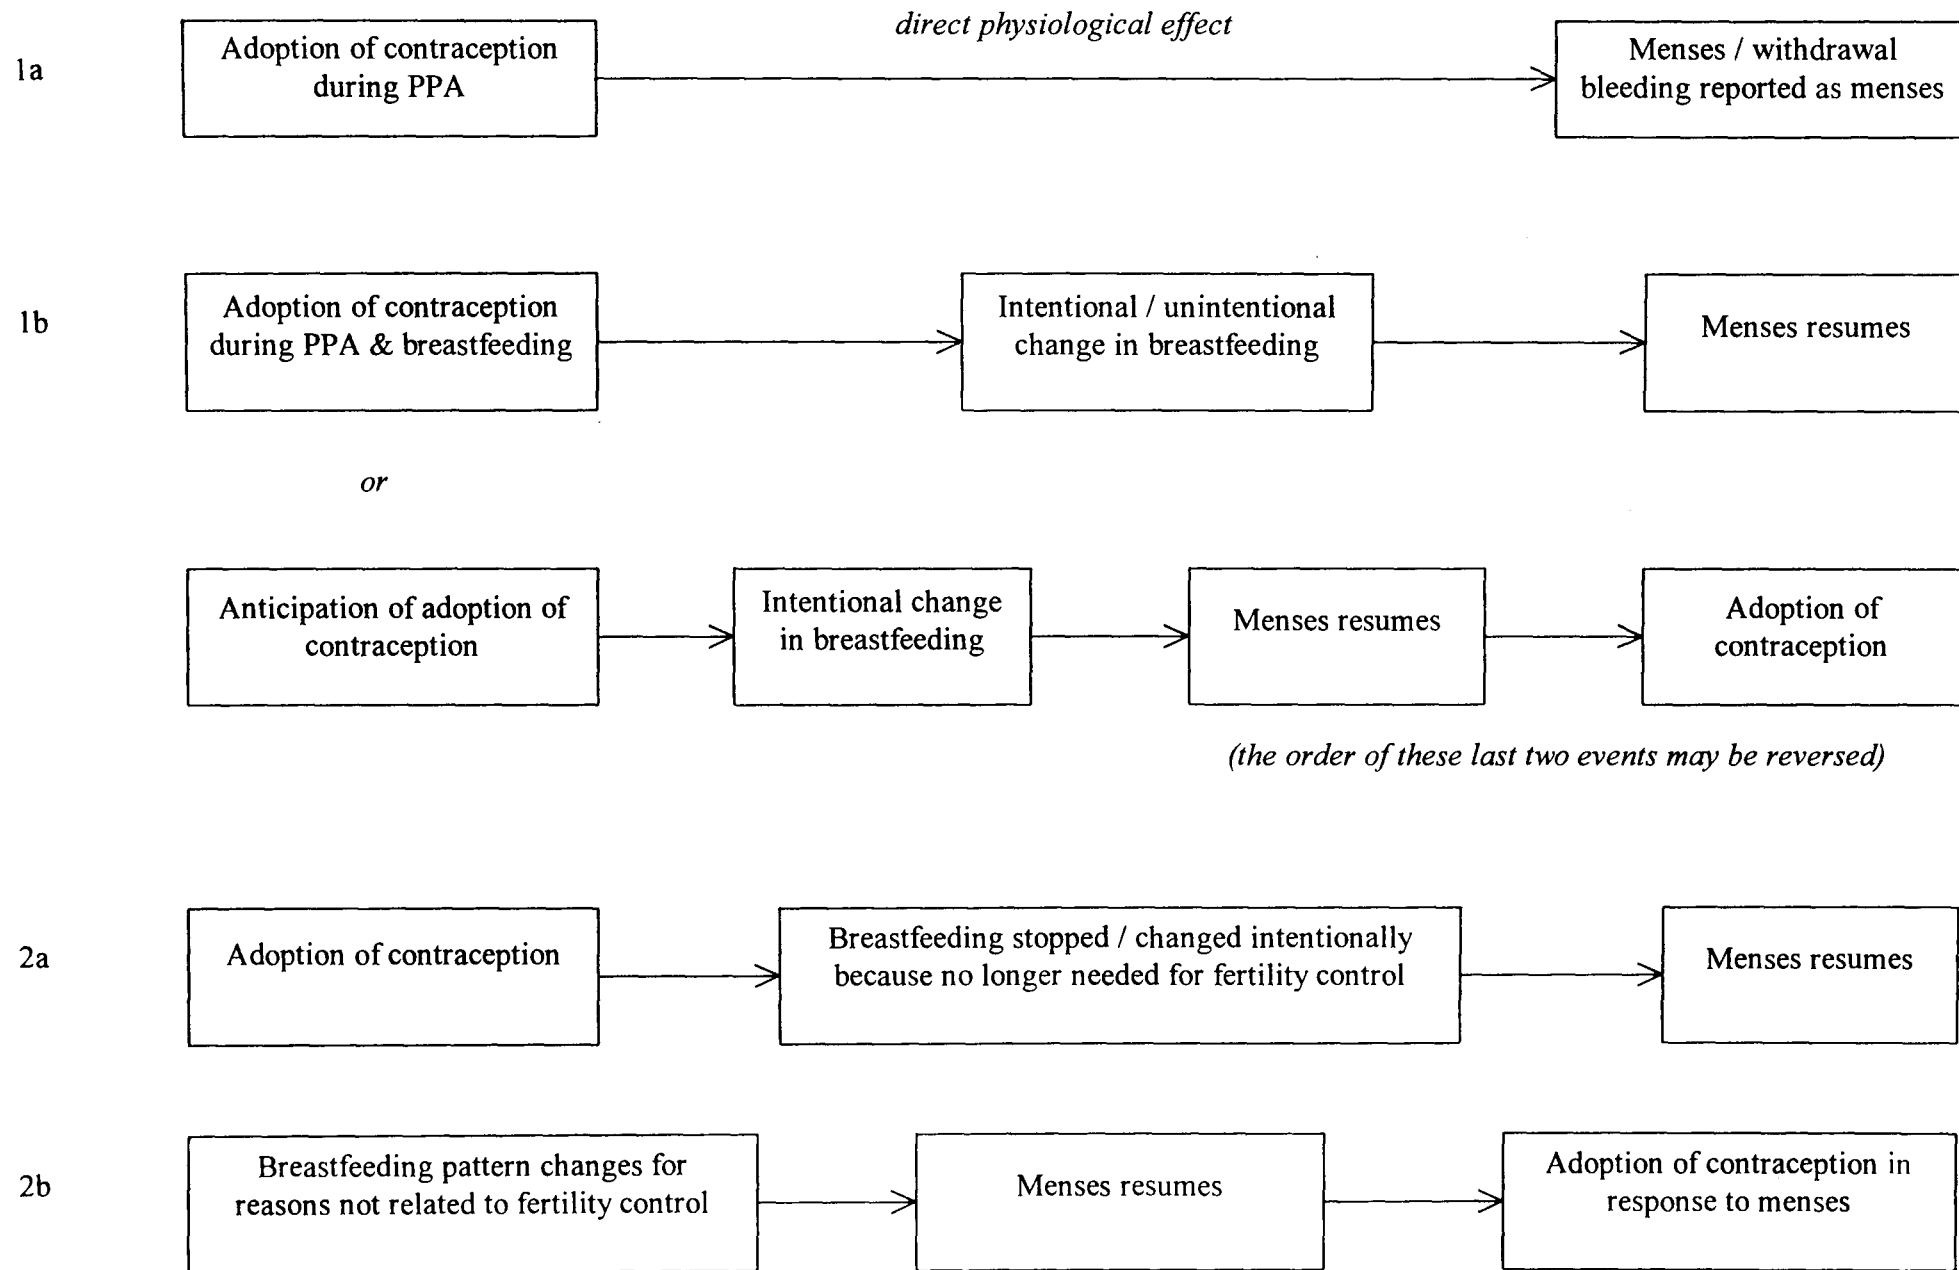 direct physiological effect
1a
Adoption of contraception
during PPA
Menses / withdrawal
bleeding reported as menses
1b
Adoption of contraception
during PPA & breastfeeding
Intentional / unintentional
change in breastfeeding
Menses resumes
or
Anticipation of adoption of
contraception
Intentional change
in breastfeeding
Menses resumes
Adoption of
contraception
(the order of these last two events may be reversed)
2a
Adoption of contraception
Breastfeeding stopped / changed intentionally
because no longer needed for fertility control
Menses resumes
2b
Breastfeeding pattern changes for
reasons not related to fertility control
Menses resumes
Adoption of contraception in
response to menses